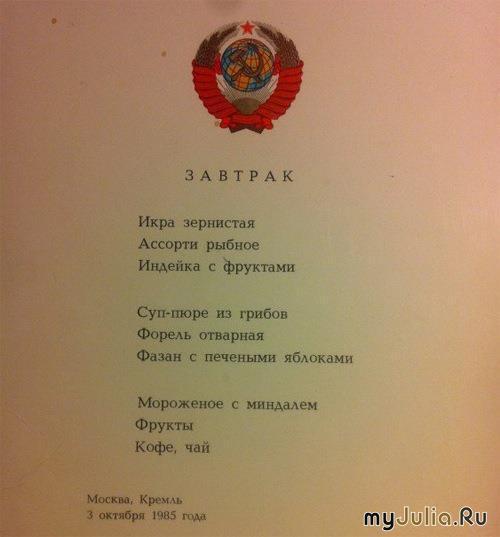 ЗАВТРАК
Икра зернистая
Ассорти рыбное
Индейка с фруктами
Суп-пюре из грибов
Форель отварная
Фазан с печеными яблоками
Мороженое с миндалем
Фрукты
Кофе, чай
Москва, Кремль
3 октября 1985 года
myJulia.Ru